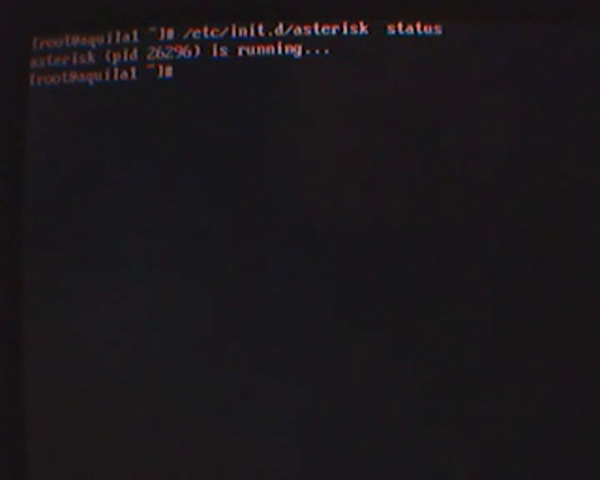 [root@aquila1 ~]# /etc/init.d/asterisk  status
asterisk (pid 26296) is running...
[root@aquila1 ~]#